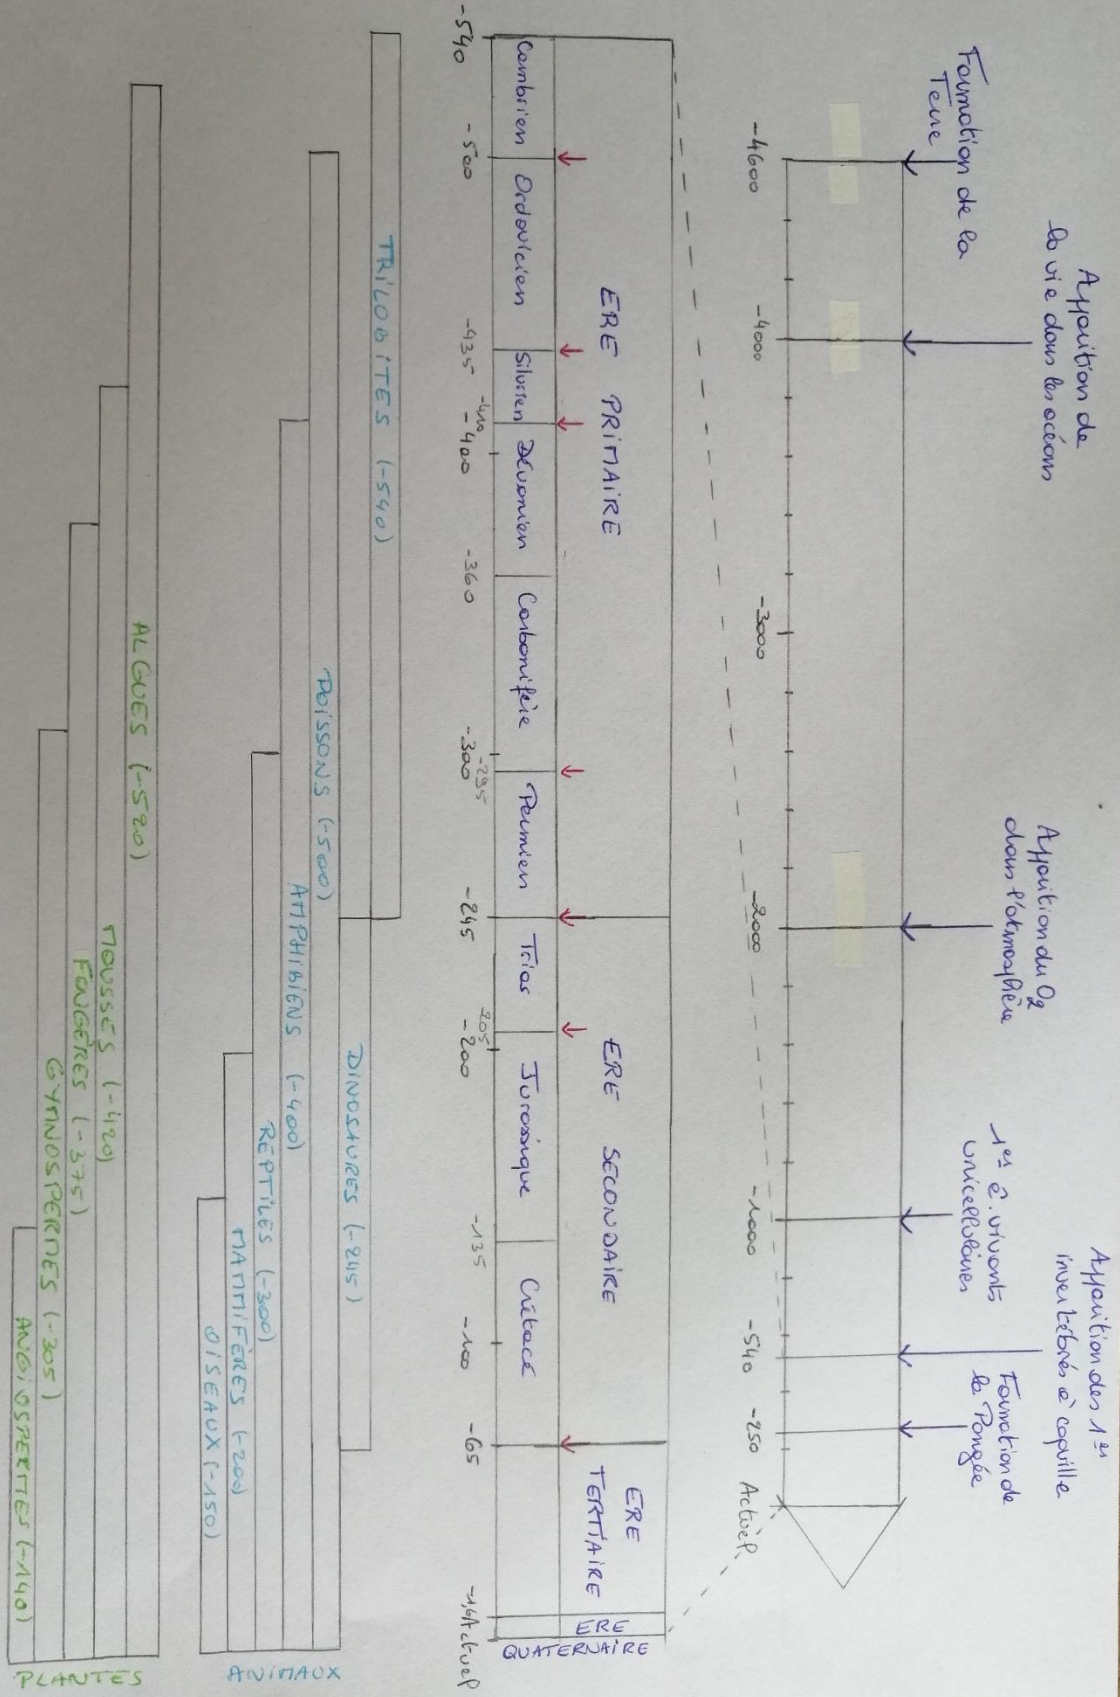 Formation de la
Terre
Apparition de
la vie dans les océans
Apparition du O2
dans l'atmosphère
1ers ê. vivants
unicellulaires
Apparition des 1ers
invertébrés à coquille
Formation de
la Pangée
-4600
-4000
-3000
-2000
-1000
-540
-250
Actuel
ERE PRIMAIRE
ERE SECONDAIRE
ERE
TERTIAIRE
ERE
QUATERNAIRE
Cambrien
Ordovicien
Silurien
Dévonien
Carbonifère
Permien
Trias
Jurassique
Crétacé
-540
-500
-435
-410
-400
-360
-300
-295
-245
205
-200
-135
-100
-65
-1,6
Actuel
TRILOBITES (-540)
DINOSAURES (-245)
POISSONS (-500)
AMPHIBIENS (-400)
REPTILES (-300)
MAMMIFÈRES (-200)
OISEAUX (-150)
ANIMAUX
ALGUES (-520)
MOUSSES (-420)
FOUGÈRES (-375)
GYMNOSPERMES (-305)
ANGIOSPERMES (-140)
PLANTES